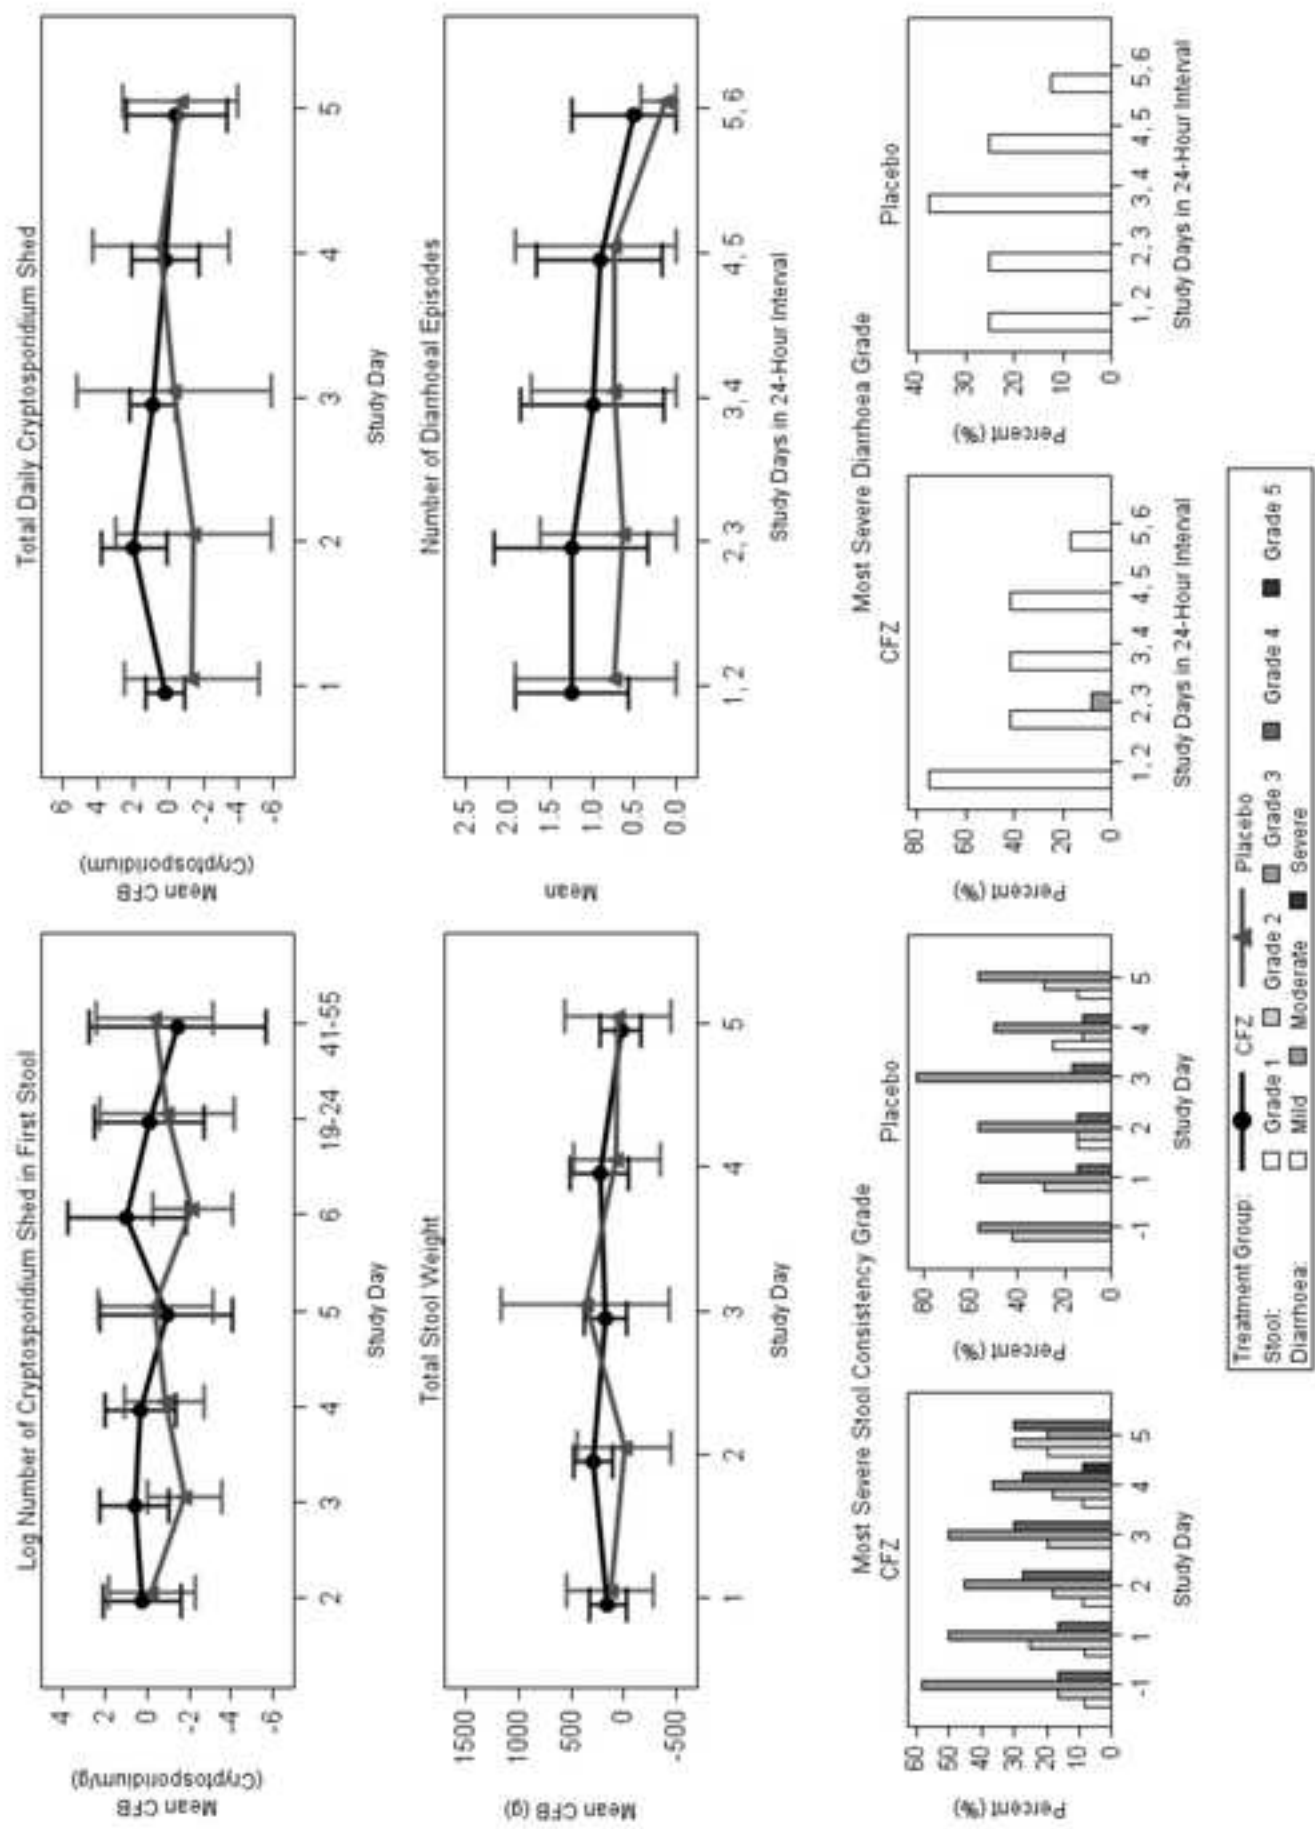 Log Number of Cryptosporidium Shed in First Stool
Mean CFB
(Cryptosporidium/g)
4
2
0
-2
-4
-6
2
3
4
5
6
19-24
41-55
Study Day
Total Daily Cryptosporidium Shed
Mean CFB
(Cryptosporidium)
6
4
2
0
-2
-4
-6
1
2
3
4
5
Study Day
Total Stool Weight
Mean CFB (g)
1500
1000
500
0
-500
1
2
3
4
5
Study Day
Number of Diarrhoeal Episodes
Mean
2.5
2.0
1.5
1.0
0.5
0.0
1, 2
2, 3
3, 4
4, 5
5, 6
Study Days in 24-Hour Interval
Most Severe Stool Consistency Grade
CFZ
Percent (%)
60
50
40
30
20
10
0
-1
1
2
3
4
5
Study Day
Placebo
Percent (%)
80
60
40
20
0
-1
1
2
3
4
5
Study Day
Most Severe Diarrhoea Grade
CFZ
Percent (%)
80
60
40
20
0
1, 2
2, 3
3, 4
4, 5
5, 6
Study Days in 24-Hour Interval
Placebo
Percent (%)
40
30
20
10
0
1, 2
2, 3
3, 4
4, 5
5, 6
Study Days in 24-Hour Interval
Treatment Group: CFZ Placebo
Stool: Grade 1 Grade 2 Grade 3 Grade 4 Grade 5
Diarrhoea: Mild Moderate Severe